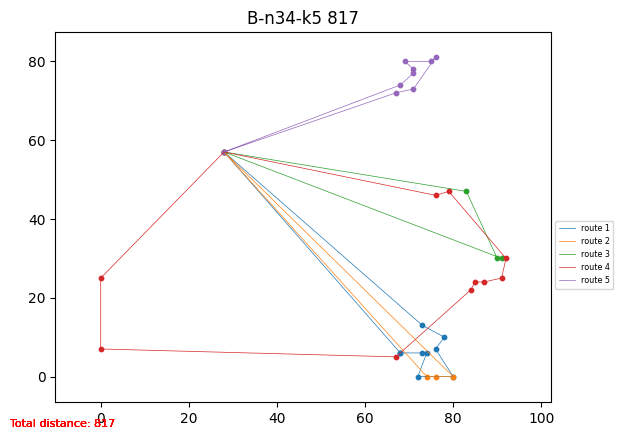 B-n34-k5 817
80
60
40
20
0
0 20 40 60 80 100
route 1
route 2
route 3
route 4
route 5
Total distance: 817